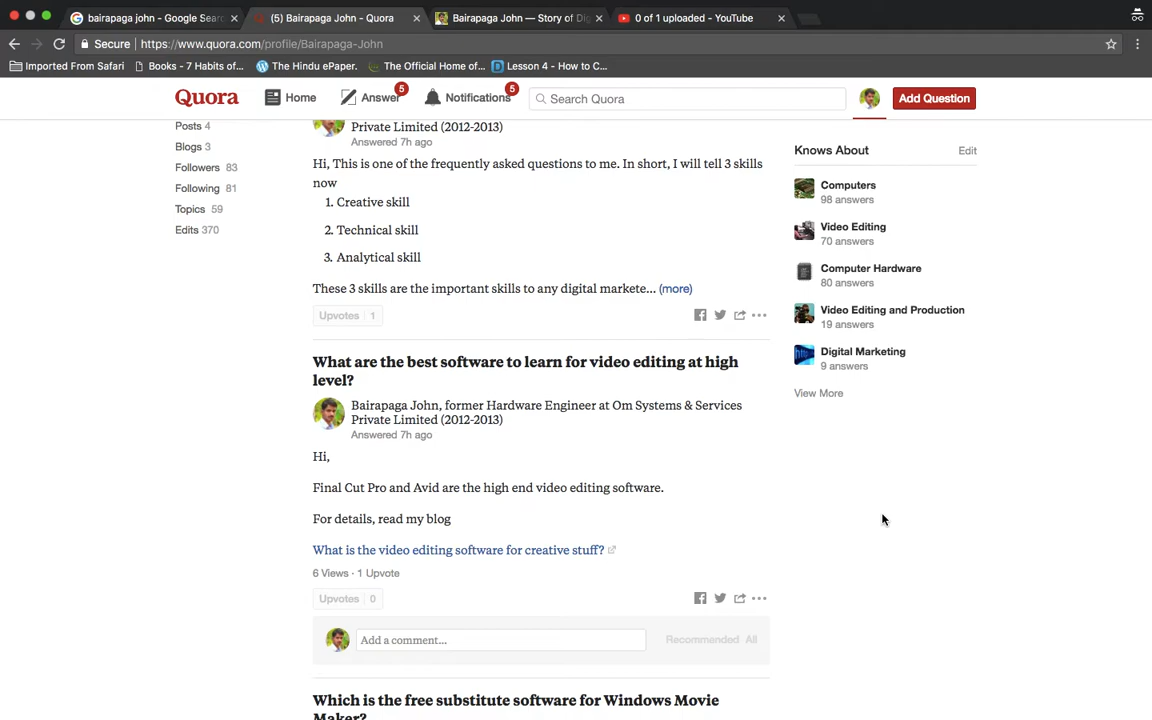 bairapaga john - Google Sear
(5) Bairapaga John - Quora
Bairapaga John — Story of Di
0 of 1 uploaded - YouTube
Secure
https://www.quora.com/profile/Bairapaga-John
Imported From Safari
Books - 7 Habits of...
The Hindu ePaper.
The Official Home of...
Lesson 4 - How to C...
Quora
Home
Answer
5
Notifications
5
Search Quora
Add Question
Posts 4
Blogs 3
Followers 83
Following 81
Topics 59
Edits 370
Private Limited (2012-2013)
Answered 7h ago
Hi, This is one of the frequently asked questions to me. In short, I will tell 3 skills
now
1. Creative skill
2. Technical skill
3. Analytical skill
These 3 skills are the important skills to any digital markete... (more)
Upvotes 1
What are the best software to learn for video editing at high
level?
Bairapaga John, former Hardware Engineer at Om Systems & Services
Private Limited (2012-2013)
Answered 7h ago
Hi,
Final Cut Pro and Avid are the high end video editing software.
For details, read my blog
What is the video editing software for creative stuff?
6 Views · 1 Upvote
Upvotes 0
Add a comment...
Recommended All
Which is the free substitute software for Windows Movie
Maker?
Knows About
Edit
Computers
98 answers
Video Editing
70 answers
Computer Hardware
80 answers
Video Editing and Production
19 answers
Digital Marketing
9 answers
View More